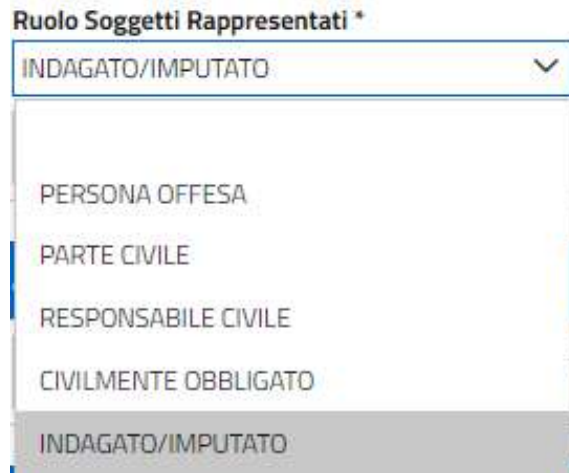 Ruolo Soggetti Rappresentati *
INDAGATO/IMPUTATO
PERSONA OFFESA
PARTE CIVILE
RESPONSABILE CIVILE
CIVILMENTE OBBLIGATO
INDAGATO/IMPUTATO